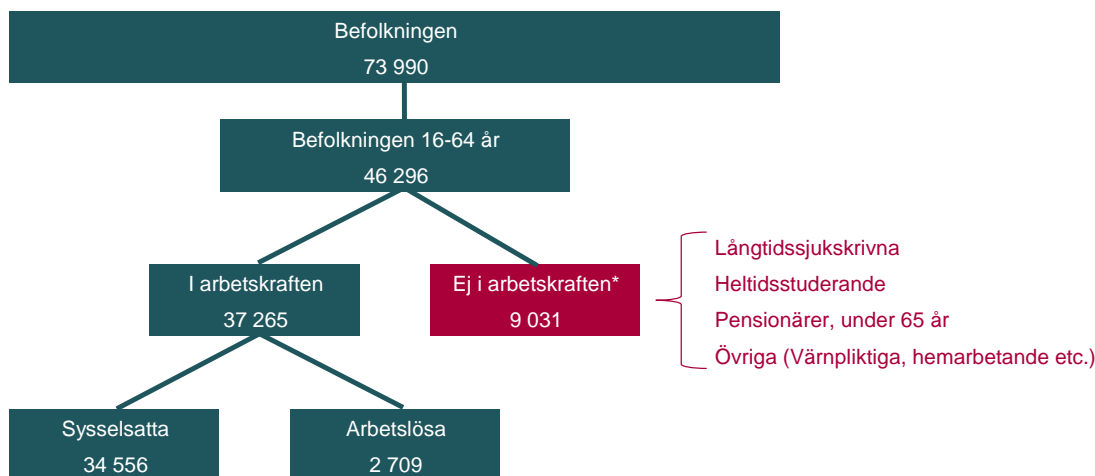 Befolkningen
73 990
Befolkningen 16-64 år
46 296
I arbetskraften
37 265
Ej i arbetskraften*
9 031
Långtidssjukskrivna
Heltidsstuderande
Pensionärer, under 65 år
Övriga (Värnpliktiga, hemarbetande etc.)
Sysselsatta
34 556
Arbetslösa
2 709